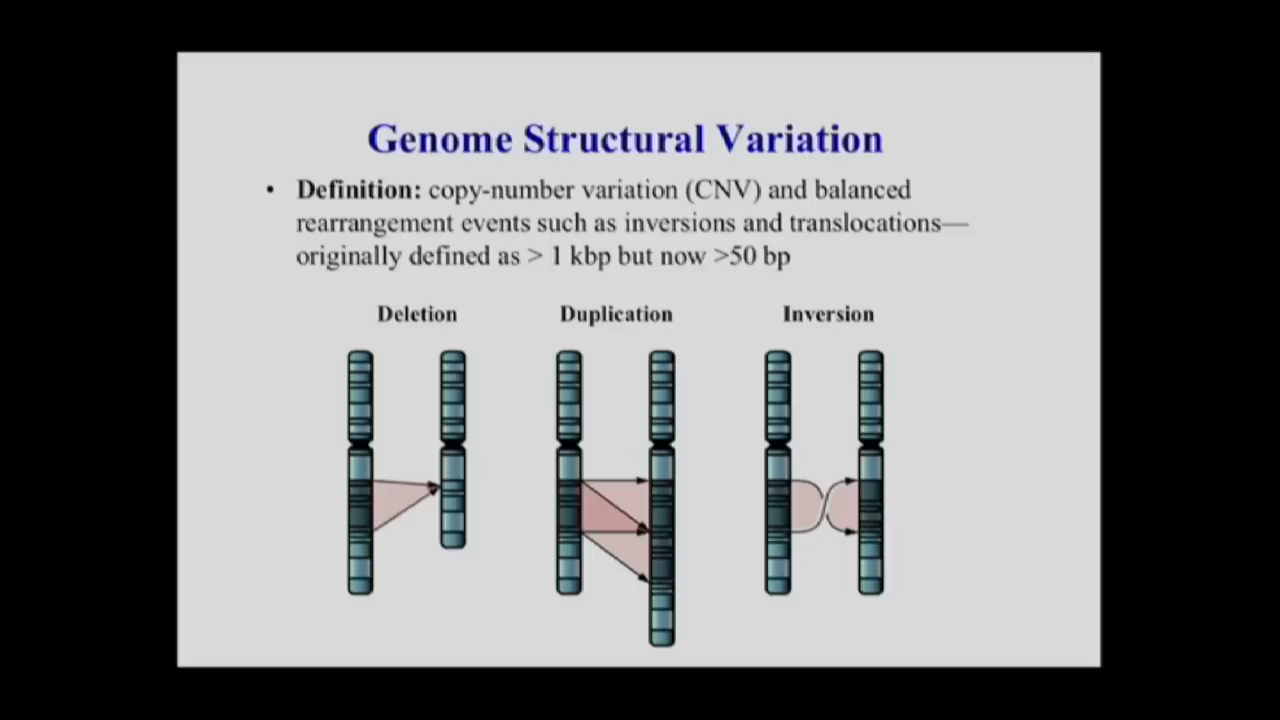 Genome Structural Variation
• Definition: copy-number variation (CNV) and balanced
rearrangement events such as inversions and translocations—
originally defined as > 1 kbp but now >50 bp
Deletion Duplication Inversion